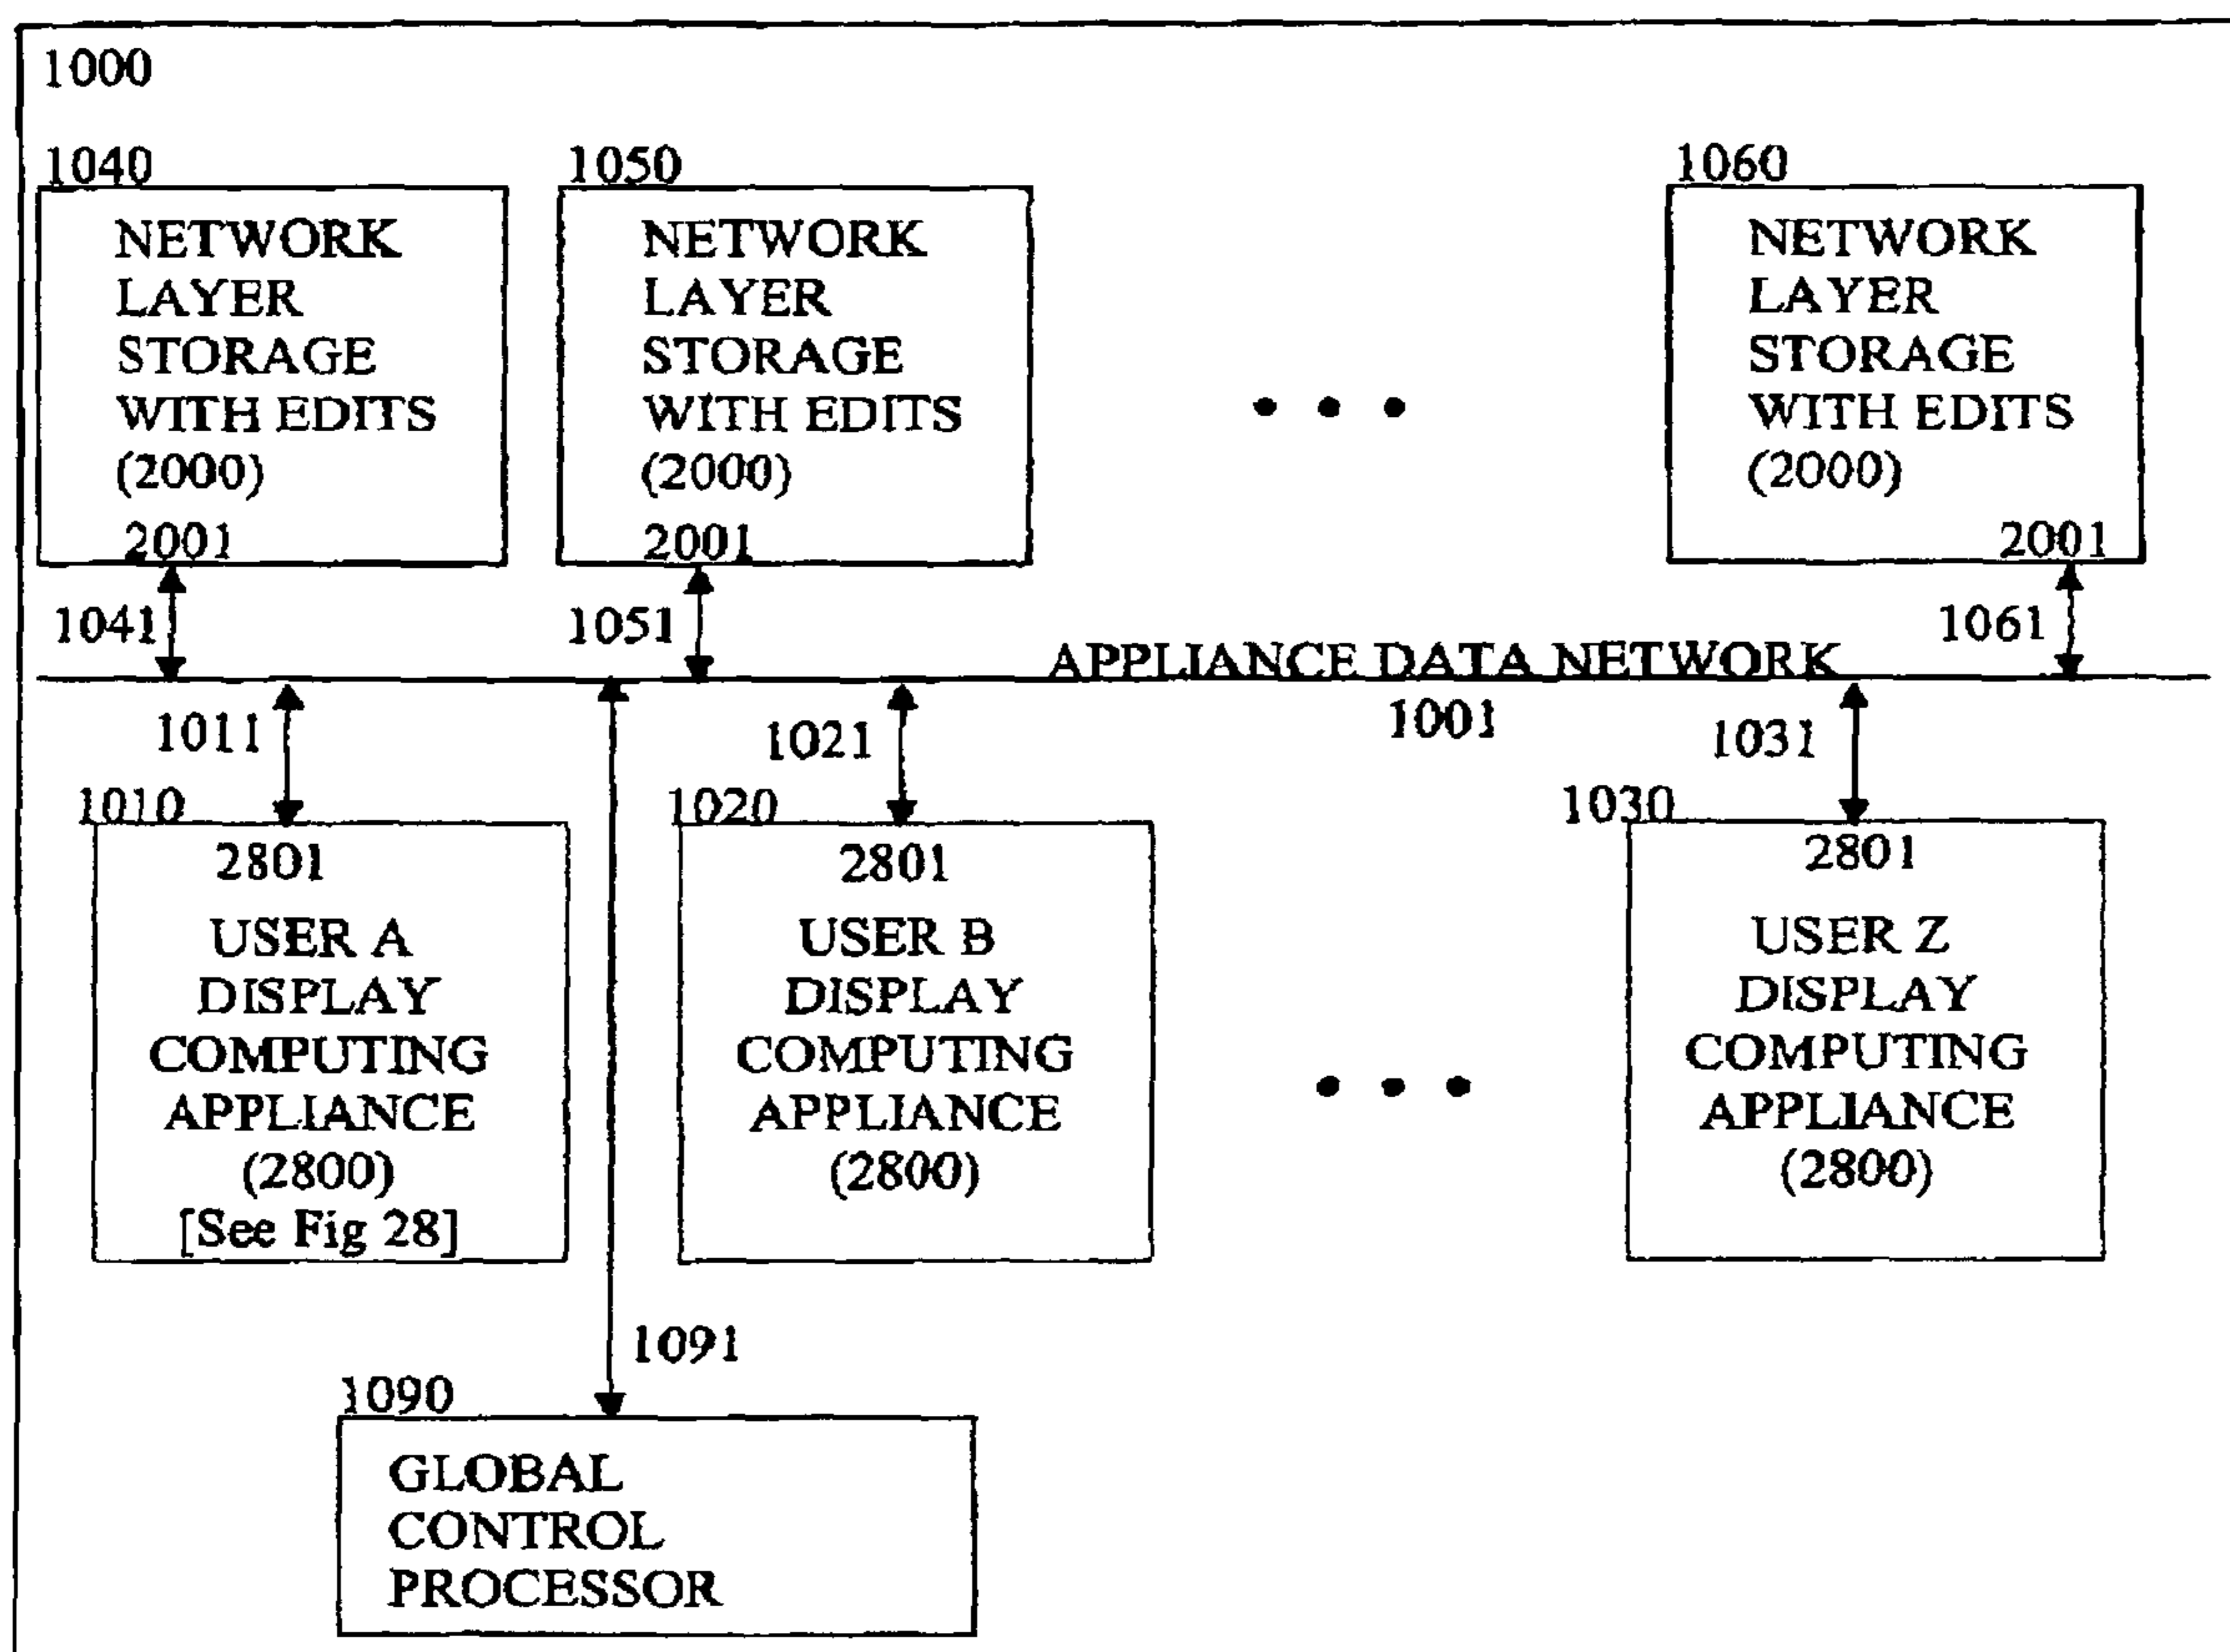 1000
1040
NETWORK
LAYER
STORAGE
WITH EDITS
(2000)
2001
1050
NETWORK
LAYER
STORAGE
WITH EDITS
(2000)
2001
1060
NETWORK
LAYER
STORAGE
WITH EDITS
(2000)
2001
1041
1051
1061
APPLIANCE DATA NETWORK
1001
1011
1021
1031
1010
2801
USER A
DISPLAY
COMPUTING
APPLIANCE
(2800)
[See Fig 28]
1020
2801
USER B
DISPLAY
COMPUTING
APPLIANCE
(2800)
1030
2801
USER Z
DISPLAY
COMPUTING
APPLIANCE
(2800)
1091
1090
GLOBAL
CONTROL
PROCESSOR